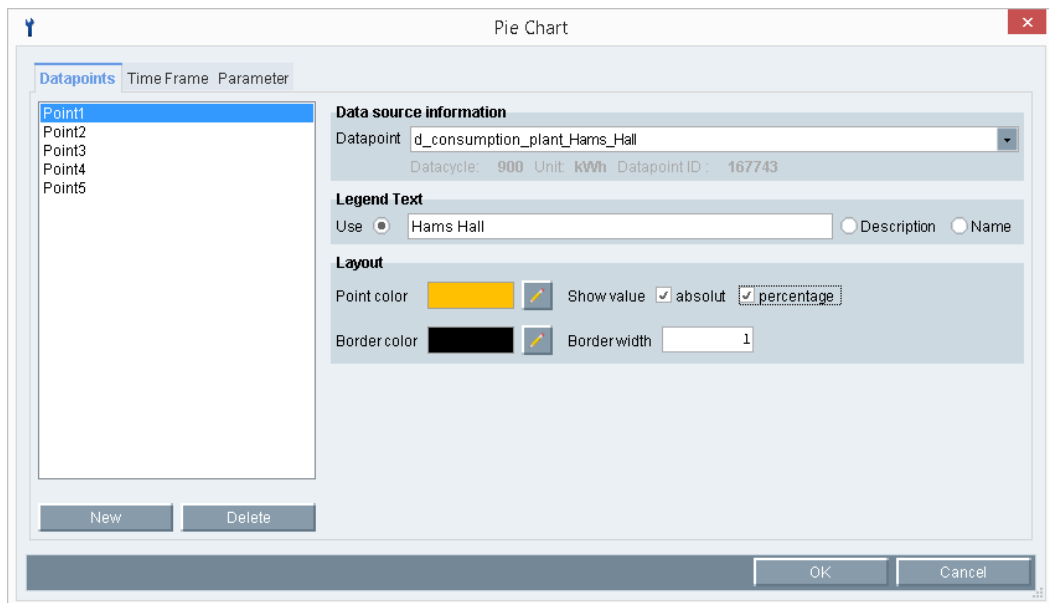 Pie Chart
Datapoints Time Frame Parameter
Point1
Point2
Point3
Point4
Point5
Data source information
Datapoint d_consumption_plant_Hams_Hall
Datacycle: 900 Unit: kWh Datapoint ID : 167743
Legend Text
Use Hams Hall Description Name
Layout
Point color Show value absolut percentage
Border color Border width 1
New Delete
OK Cancel